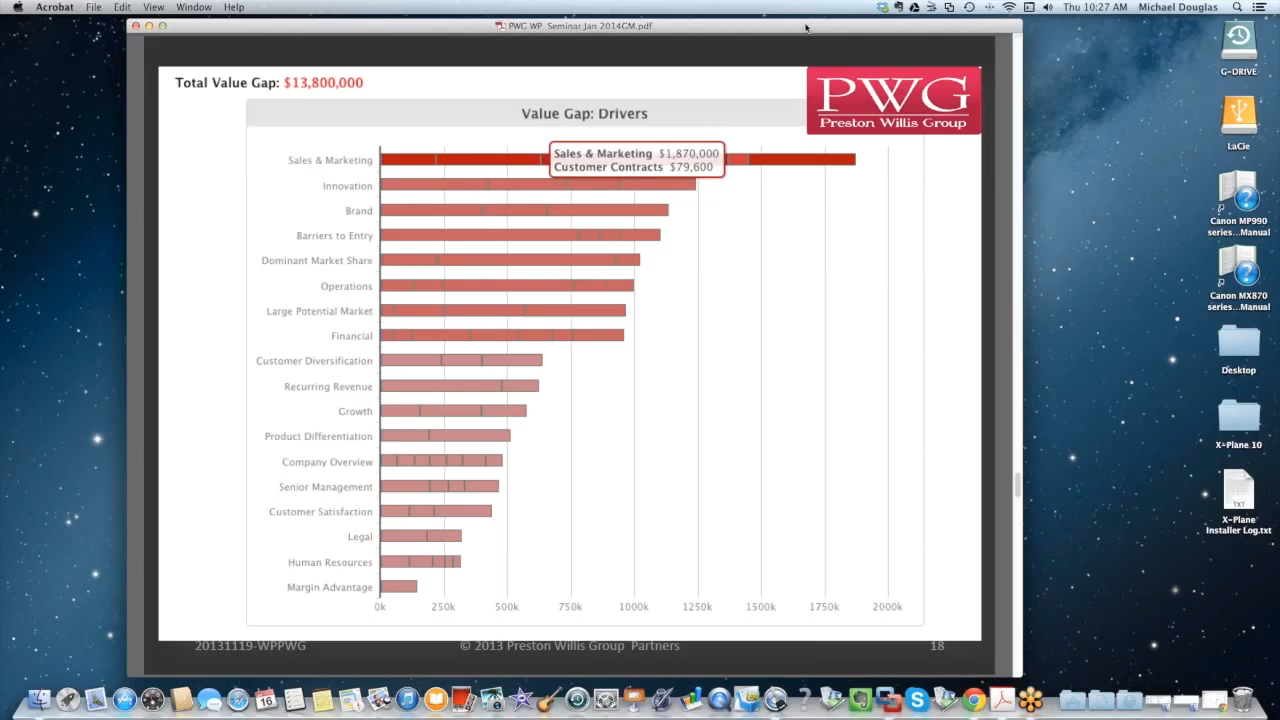 Acrobat File Edit View Window Help
Thu 10:27 AM Michael Douglas
PWG WP Seminar Jan 2014GM.pdf
Total Value Gap: $13,800,000
PWG
Preston Willis Group
Value Gap: Drivers
Sales & Marketing
Sales & Marketing $1,870,000
Customer Contracts $79,600
Innovation
Brand
Barriers to Entry
Dominant Market Share
Operations
Large Potential Market
Financial
Customer Diversification
Recurring Revenue
Growth
Product Differentiation
Company Overview
Senior Management
Customer Satisfaction
Legal
Human Resources
Margin Advantage
0k 250k 500k 750k 1000k 1250k 1500k 1750k 2000k
20131119-WPPWG © 2013 Preston Willis Group Partners 18
G-DRIVE
LaCie
Canon MP990
series...Manual
Canon MX870
series...Manual
Desktop
X-Plane 10
TXT
X-Plane
Installer Log.txt
16